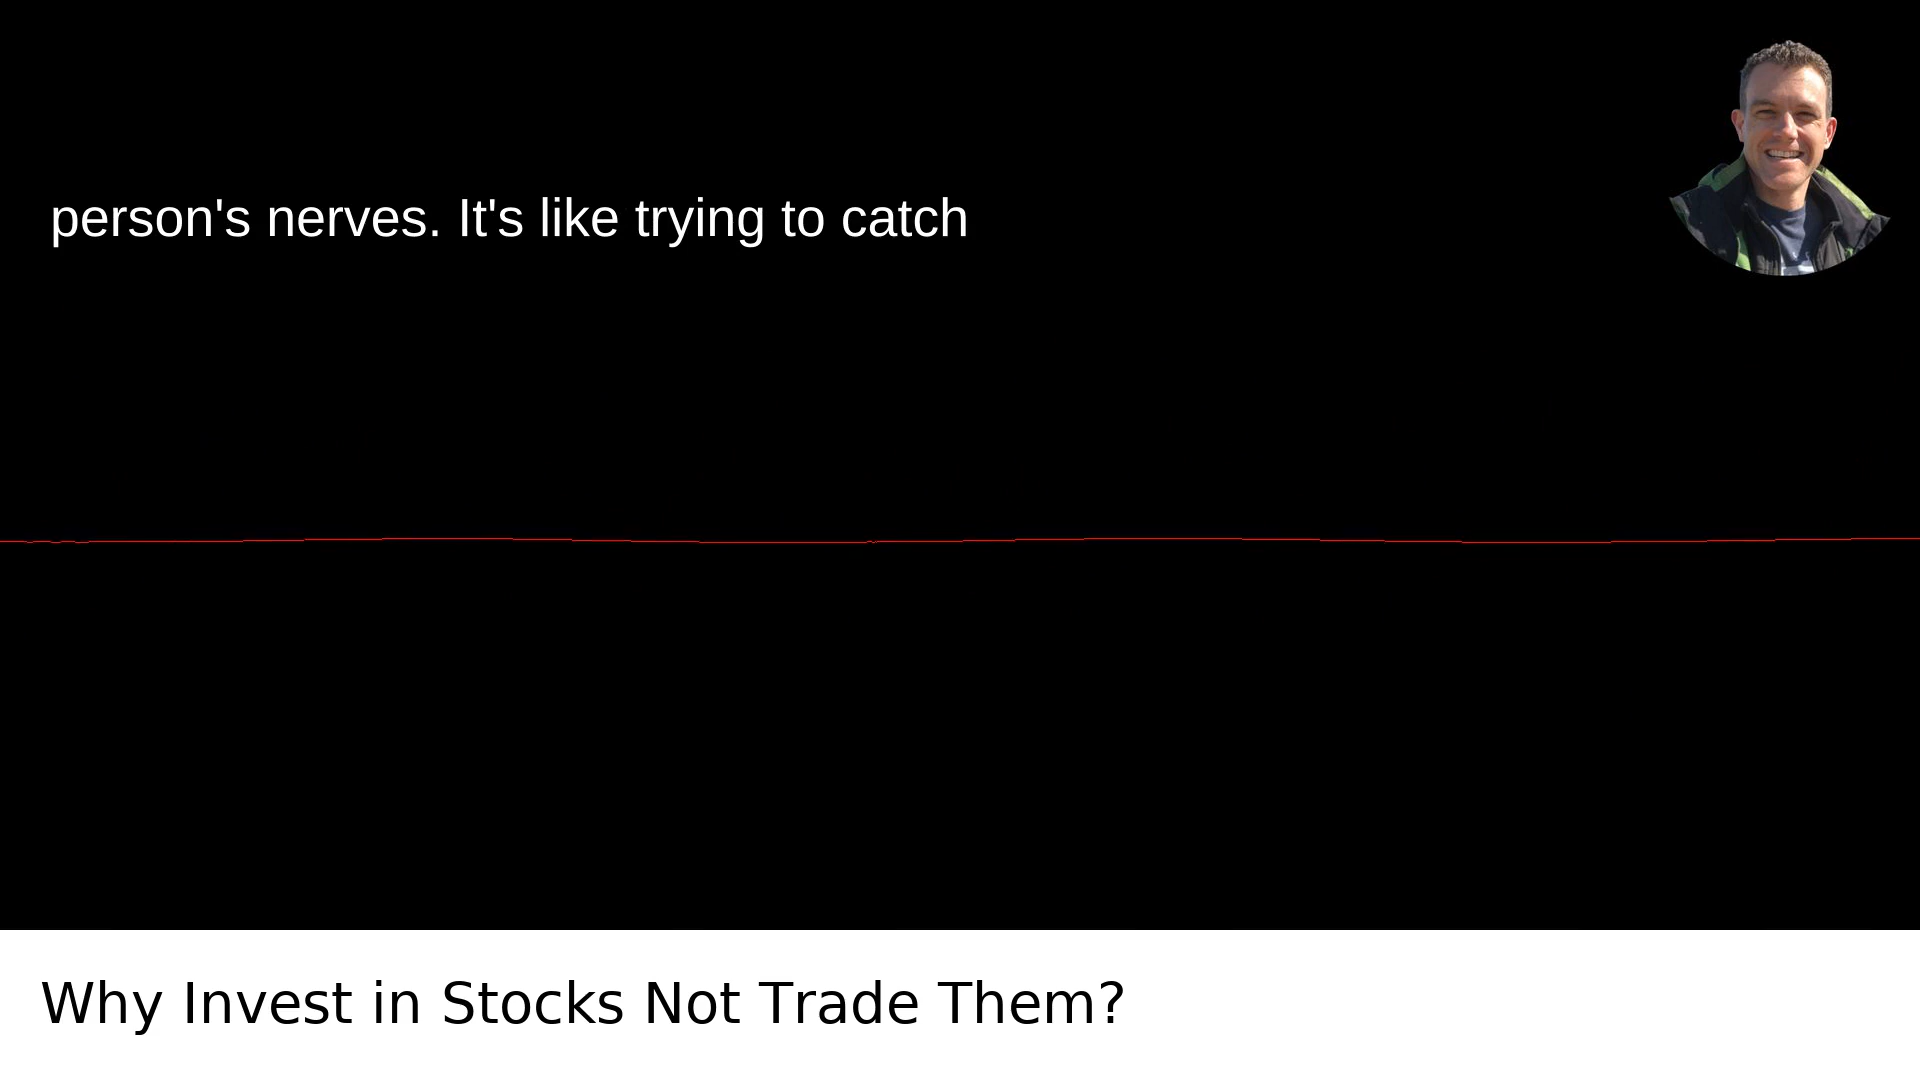 person's nerves. It's like trying to catch
Why Invest in Stocks Not Trade Them?